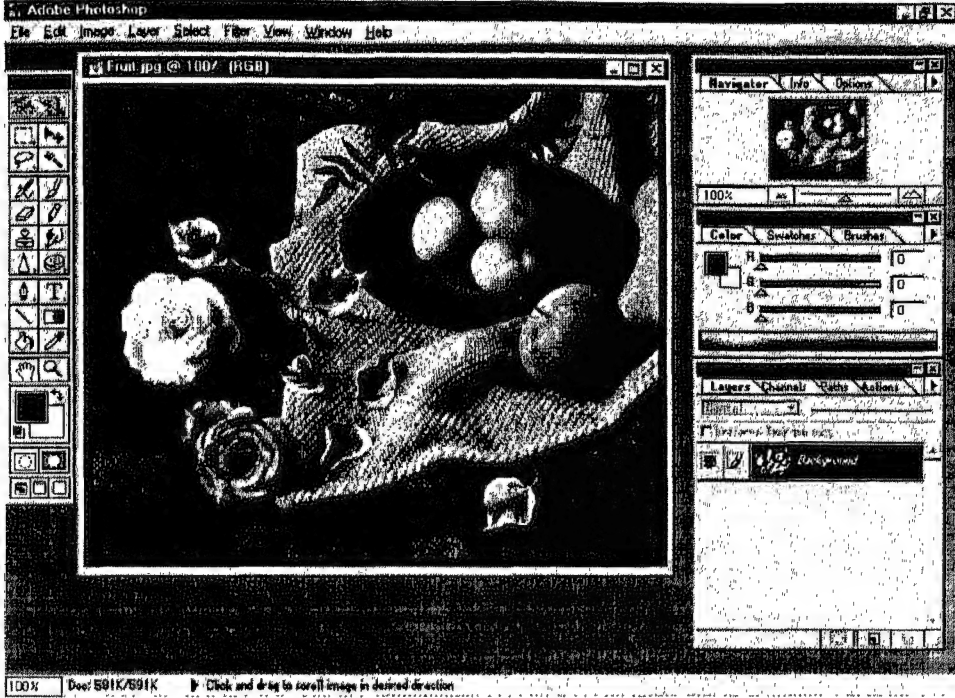 Adobe Photoshop
File Edit Image Layer Select Filter View Window Help
Fruit.jpg @ 100% (RGB)
Navigator Info Options
100%
Color Swatches Brushes
R 0
G 0
B 0
T
Layers Channels Paths Actions
Normal
Background
100% Doc: 591K/591K Click and drag to scroll image in desired direction